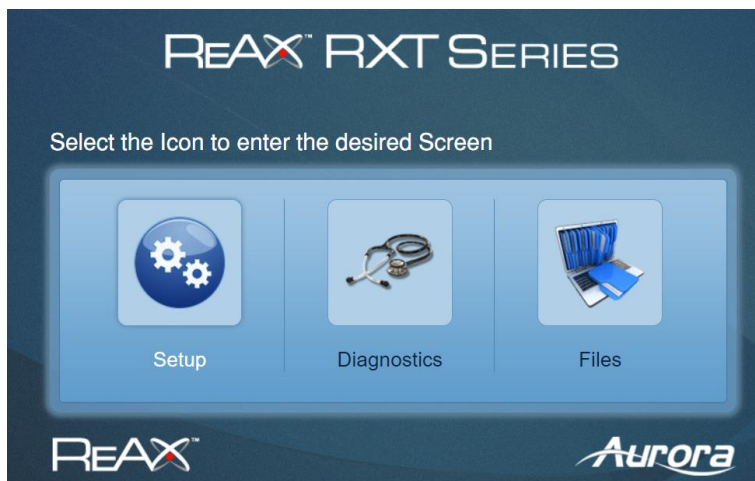 ReAX™ RXT SERIES
Select the Icon to enter the desired Screen
Setup
Diagnostics
Files
ReAX™
Aurora